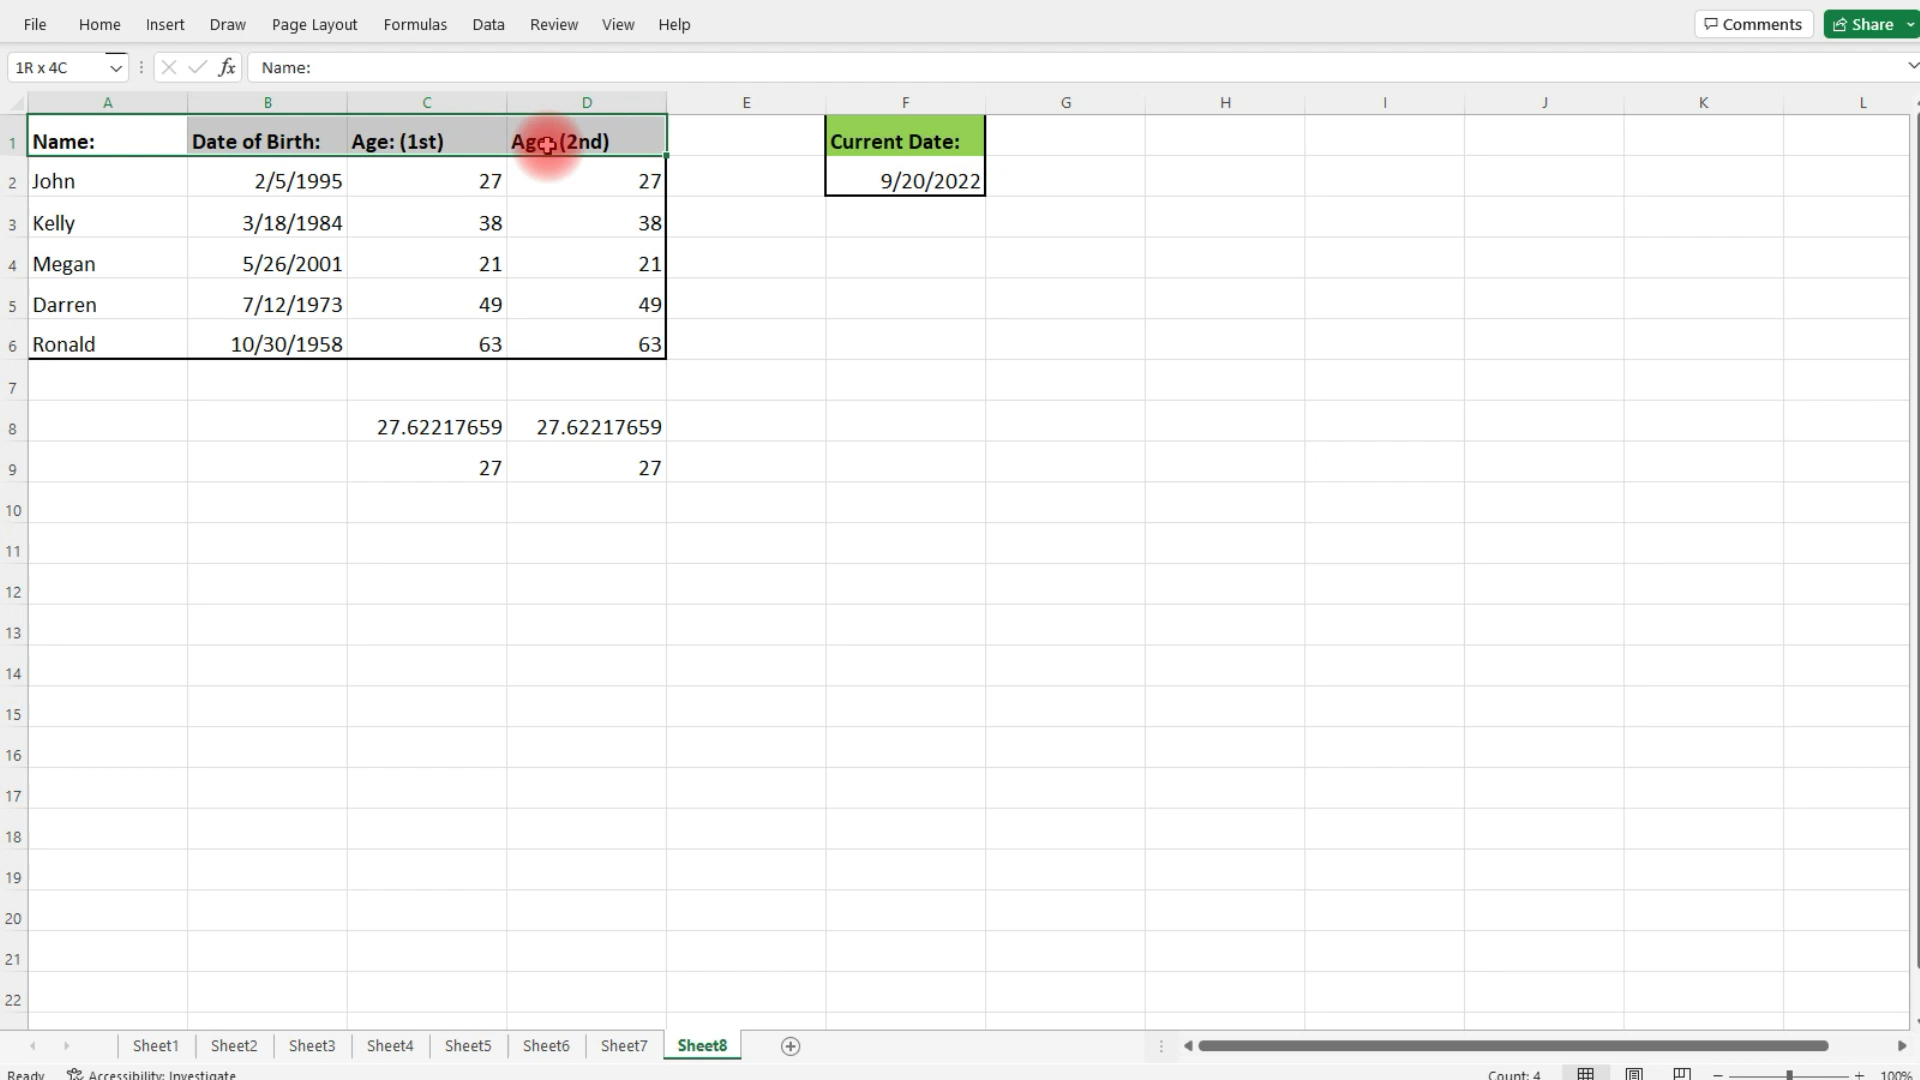 File Home Insert Draw Page Layout Formulas Data Review View Help Comments Share
1R x 4C fx Name:
A B C D E F G H I J K L
1 Name: Date of Birth: Age: (1st) Age: (2nd) Current Date:
2 John 2/5/1995 27 27 9/20/2022
3 Kelly 3/18/1984 38 38
4 Megan 5/26/2001 21 21
5 Darren 7/12/1973 49 49
6 Ronald 10/30/1958 63 63
7
8 27.62217659 27.62217659
9 27 27
10
11
12
13
14
15
16
17
18
19
20
21
22
Sheet1 Sheet2 Sheet3 Sheet4 Sheet5 Sheet6 Sheet7 Sheet8
Ready Accessibility: Investigate Count: 4 100%